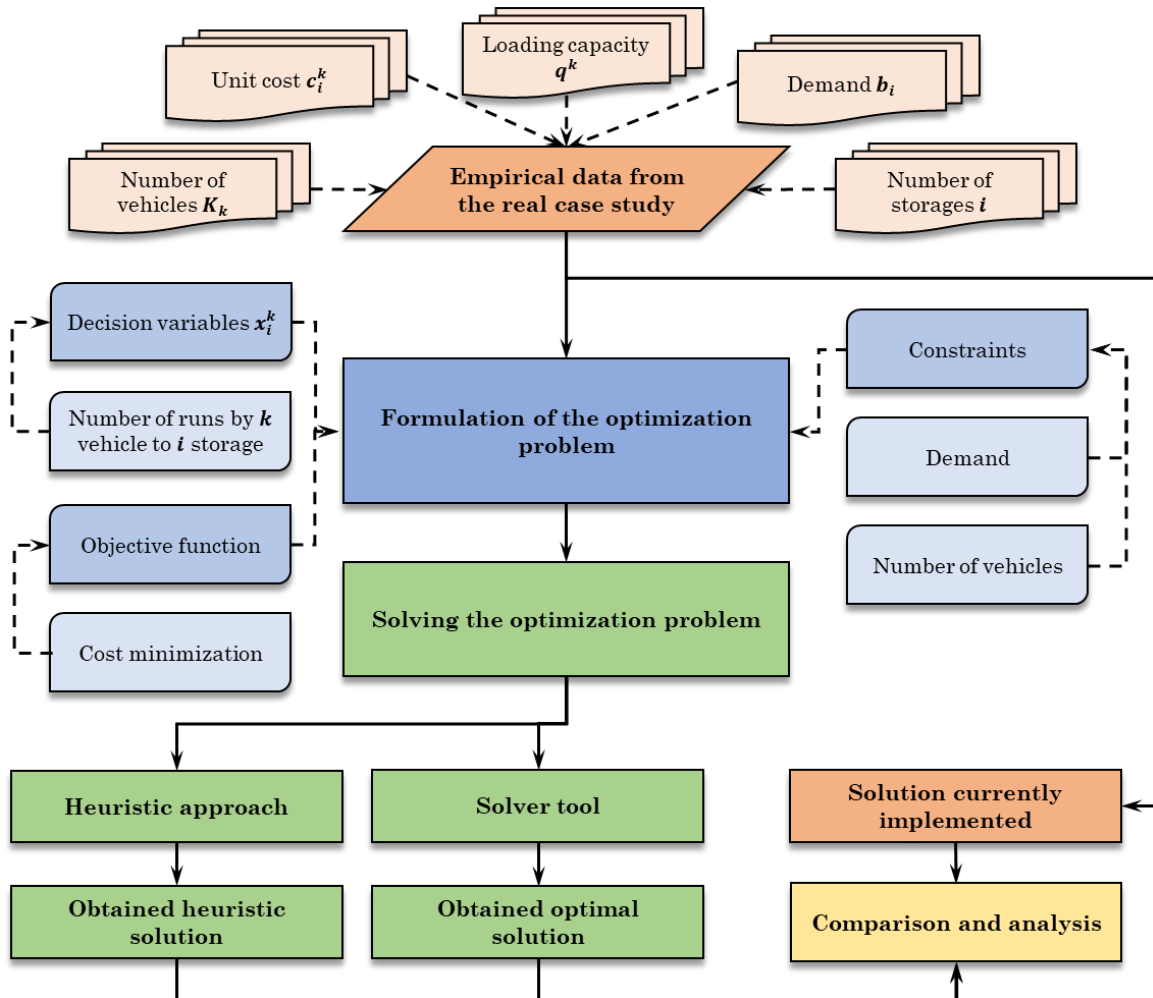 Loading capacity
q^k
Unit cost c_i^k
Demand b_i
Number of
vehicles K_k
Empirical data from
the real case study
Number of
storages i
Decision variables x_i^k
Number of runs by k
vehicle to i storage
Objective function
Cost minimization
Formulation of the optimization
problem
Constraints
Demand
Number of vehicles
Solving the optimization problem
Heuristic approach
Solver tool
Solution currently
implemented
Obtained heuristic
solution
Obtained optimal
solution
Comparison and analysis